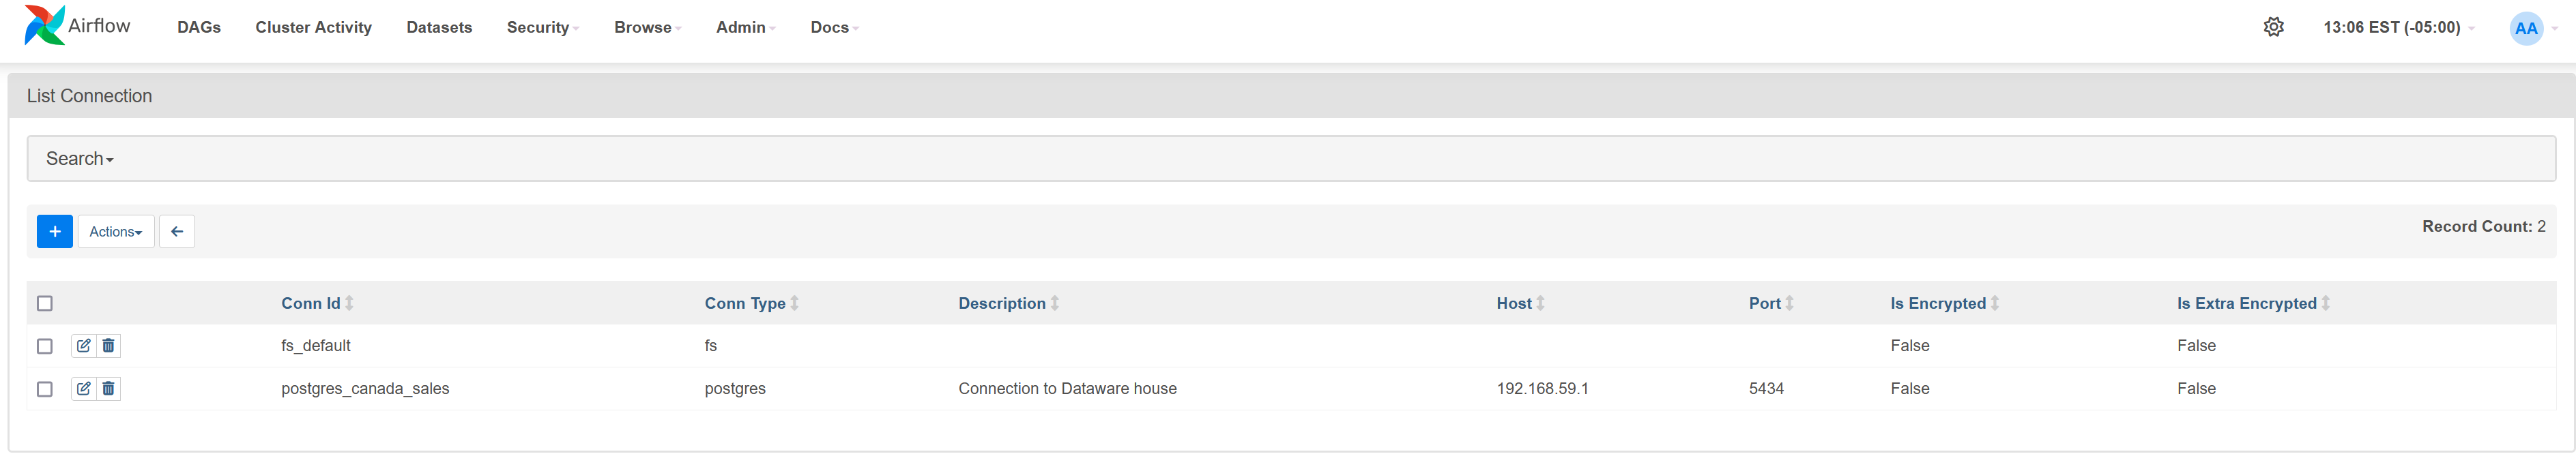 Airflow DAGs Cluster Activity Datasets Security Browse Admin Docs 13:06 EST (-05:00) AA
List Connection
Search
+ Actions Record Count: 2
Conn Id Conn Type Description Host Port Is Encrypted Is Extra Encrypted
fs_default fs False False
postgres_canada_sales postgres Connection to Dataware house 192.168.59.1 5434 False False